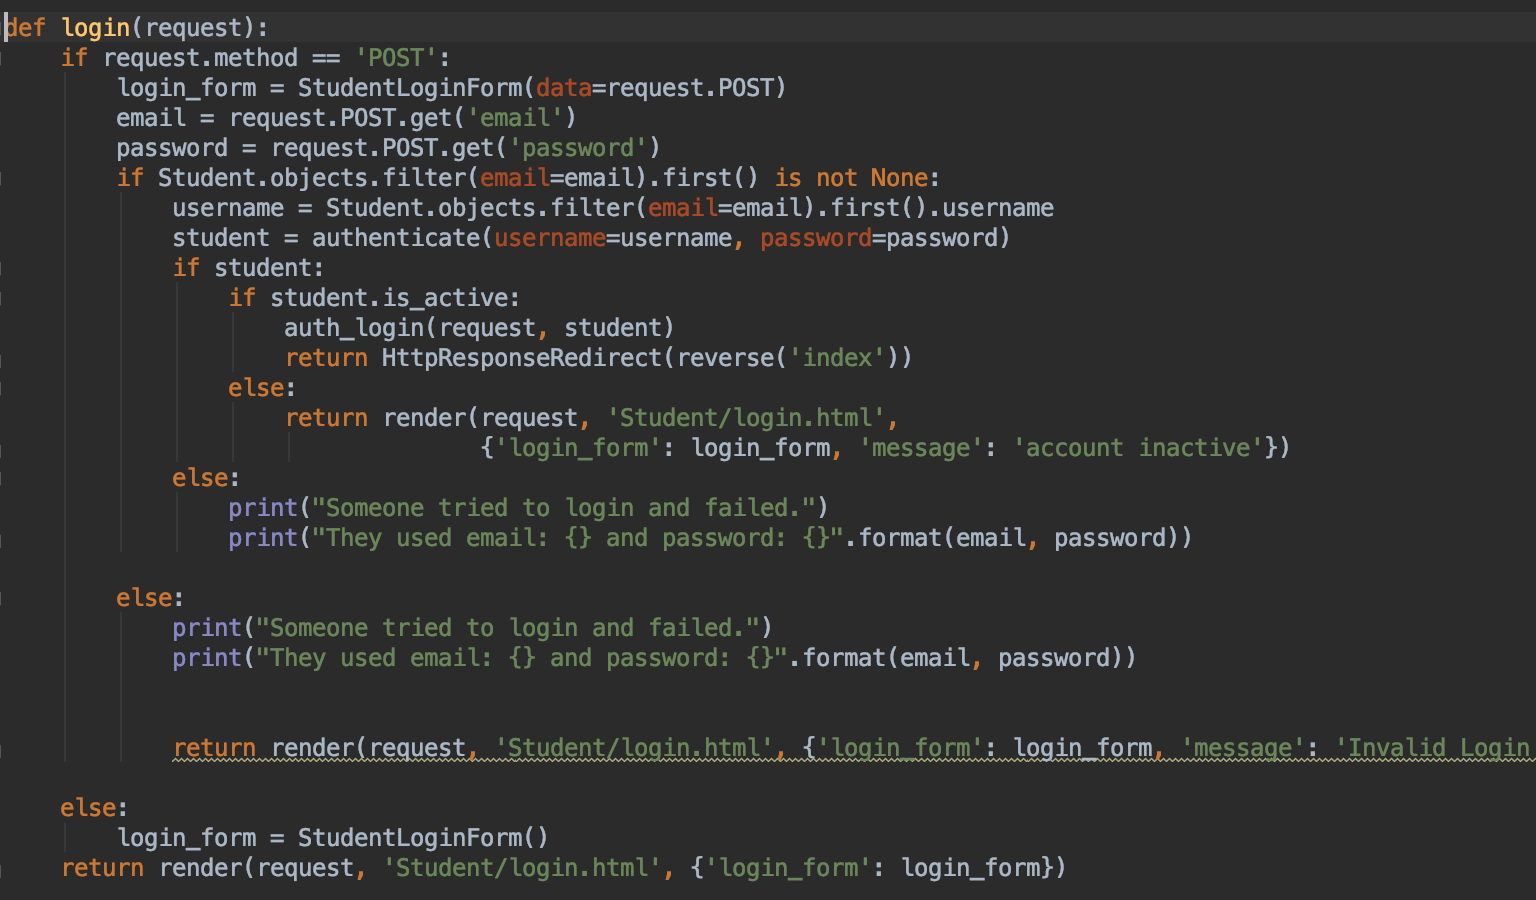 def login(request):
    if request.method == 'POST':
        login_form = StudentLoginForm(data=request.POST)
        email = request.POST.get('email')
        password = request.POST.get('password')
        if Student.objects.filter(email=email).first() is not None:
            username = Student.objects.filter(email=email).first().username
            student = authenticate(username=username, password=password)
            if student:
                if student.is_active:
                    auth_login(request, student)
                    return HttpResponseRedirect(reverse('index'))
                else:
                    return render(request, 'Student/login.html',
                                  {'login_form': login_form, 'message': 'account inactive'})
            else:
                print("Someone tried to login and failed.")
                print("They used email: {} and password: {}".format(email, password))
        else:
            print("Someone tried to login and failed.")
            print("They used email: {} and password: {}".format(email, password))
            return render(request, 'Student/login.html', {'login_form': login_form, 'message': 'Invalid Login
    else:
        login_form = StudentLoginForm()
    return render(request, 'Student/login.html', {'login_form': login_form})